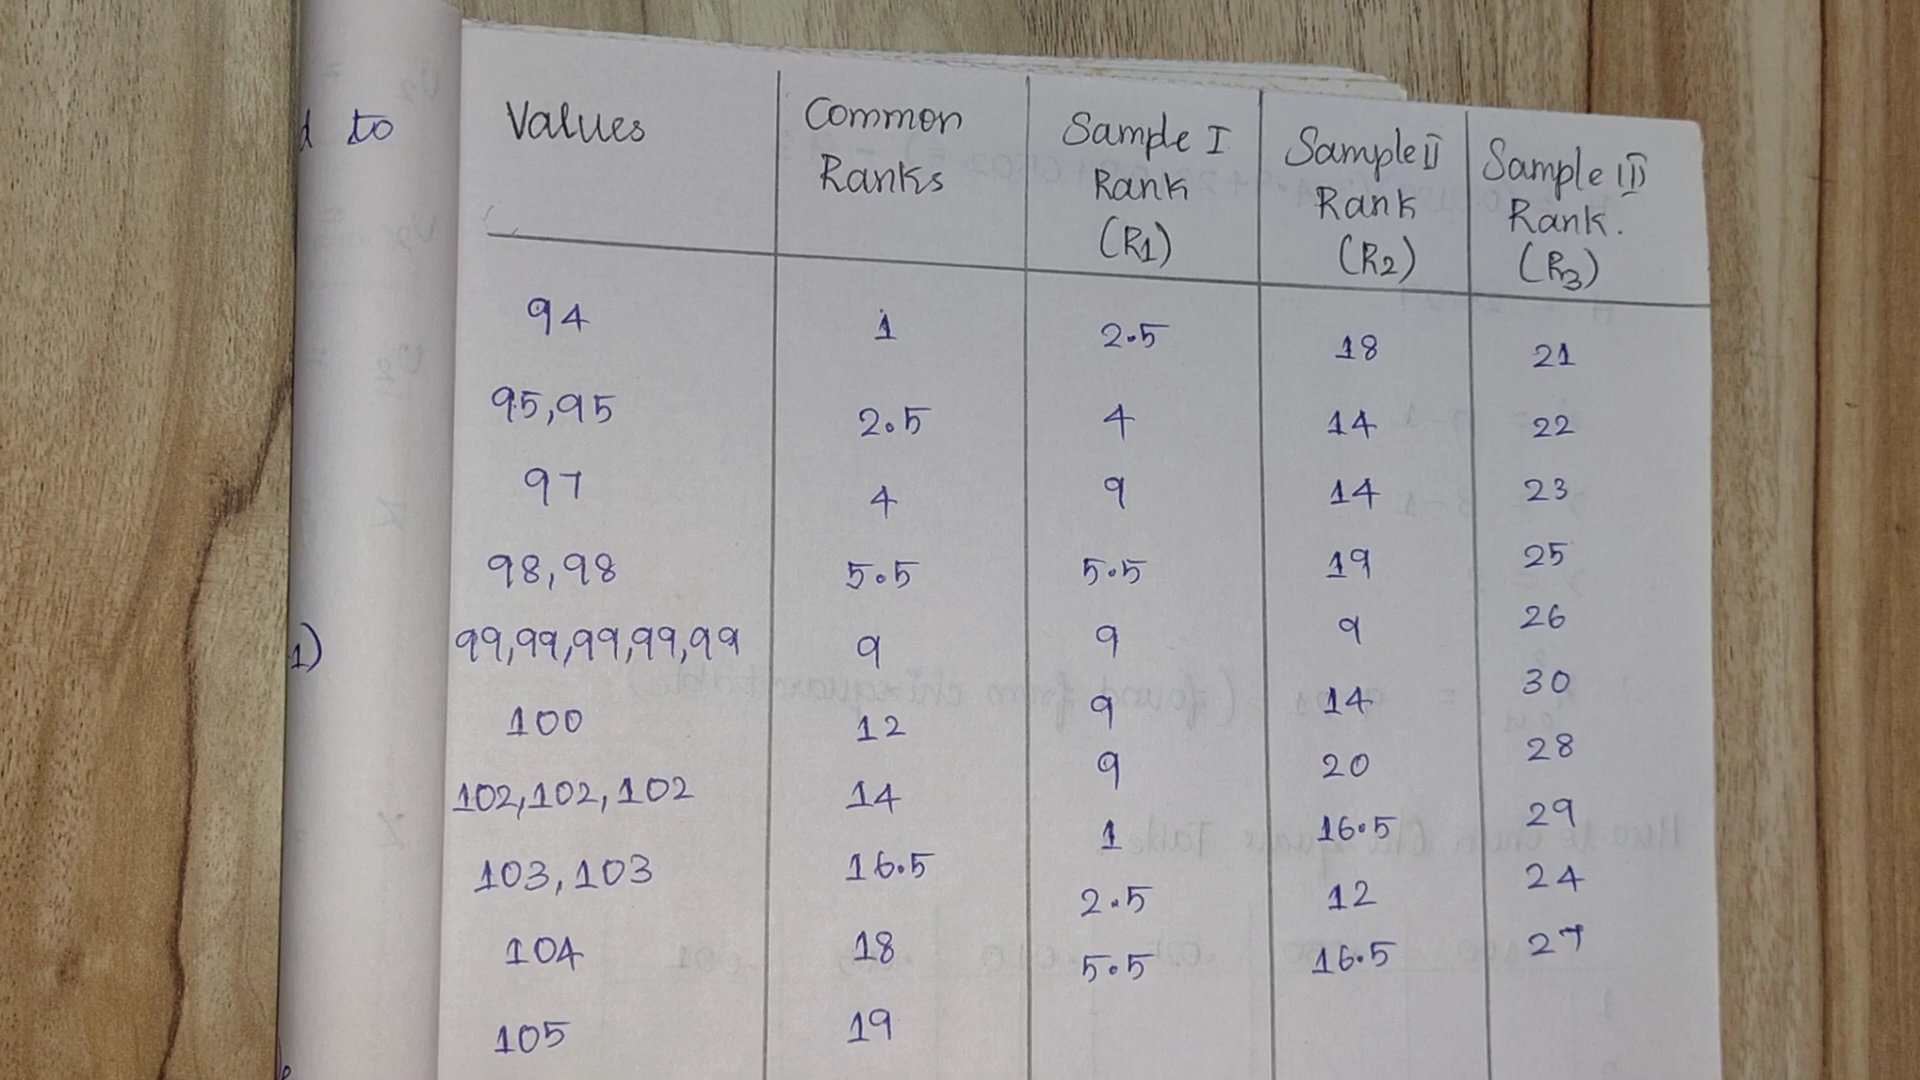 d to
1)
Values | Common Ranks | Sample I Rank (R1) | Sample II Rank (R2) | Sample III Rank. (R3)
94 | 1 | 2.5 | 18 | 21
95,95 | 2.5 | 4 | 14 | 22
97 | 4 | 9 | 14 | 23
98,98 | 5.5 | 5.5 | 19 | 25
99,99,99,99,99 | 9 | 9 | 9 | 26
100 | 12 | 9 | 14 | 30
102,102,102 | 14 | 9 | 20 | 28
103,103 | 16.5 | 1 | 16.5 | 29
104 | 18 | 2.5 | 12 | 24
105 | 19 | 5.5 | 16.5 | 27